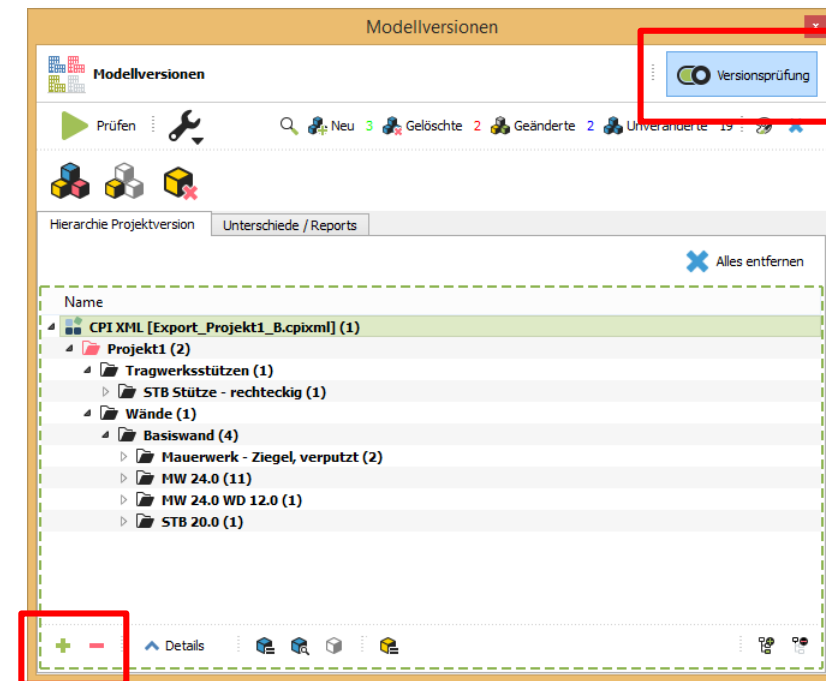 Modellversionen
Modellversionen
Versionsprüfung
Prüfen Neu 3 Gelöschte 2 Geänderte 2 Unveränderte 19
Hierarchie Projektversion Unterschiede / Reports
Alles entfernen
Name
CPI XML [Export_Projekt1_B.cpixml] (1)
Projekt1 (2)
Tragwerksstützen (1)
STB Stütze - rechteckig (1)
Wände (1)
Basiswand (4)
Mauerwerk - Ziegel, verputzt (2)
MW 24.0 (11)
MW 24.0 WD 12.0 (1)
STB 20.0 (1)
Details